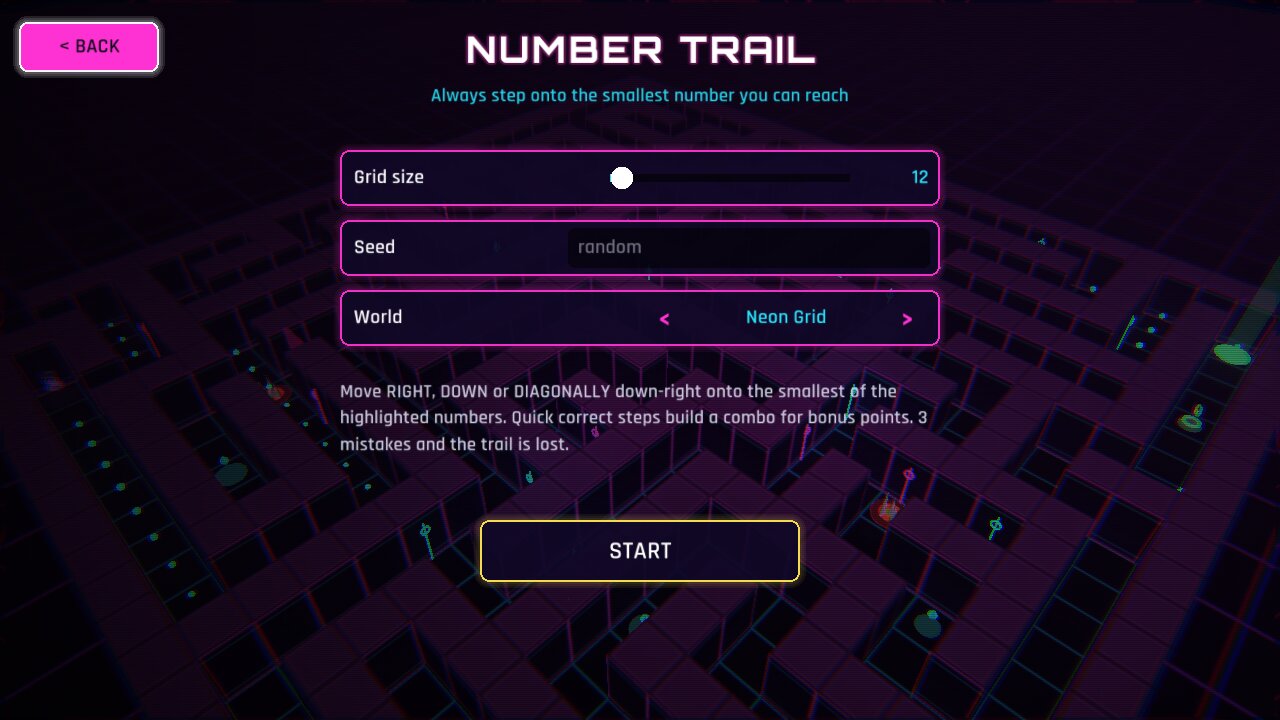 < BACK
NUMBER TRAIL
Always step onto the smallest number you can reach
Grid size 12
Seed random
World < Neon Grid >
Move RIGHT, DOWN or DIAGONALLY down-right onto the smallest of the
highlighted numbers. Quick correct steps build a combo for bonus points. 3
mistakes and the trail is lost.
START